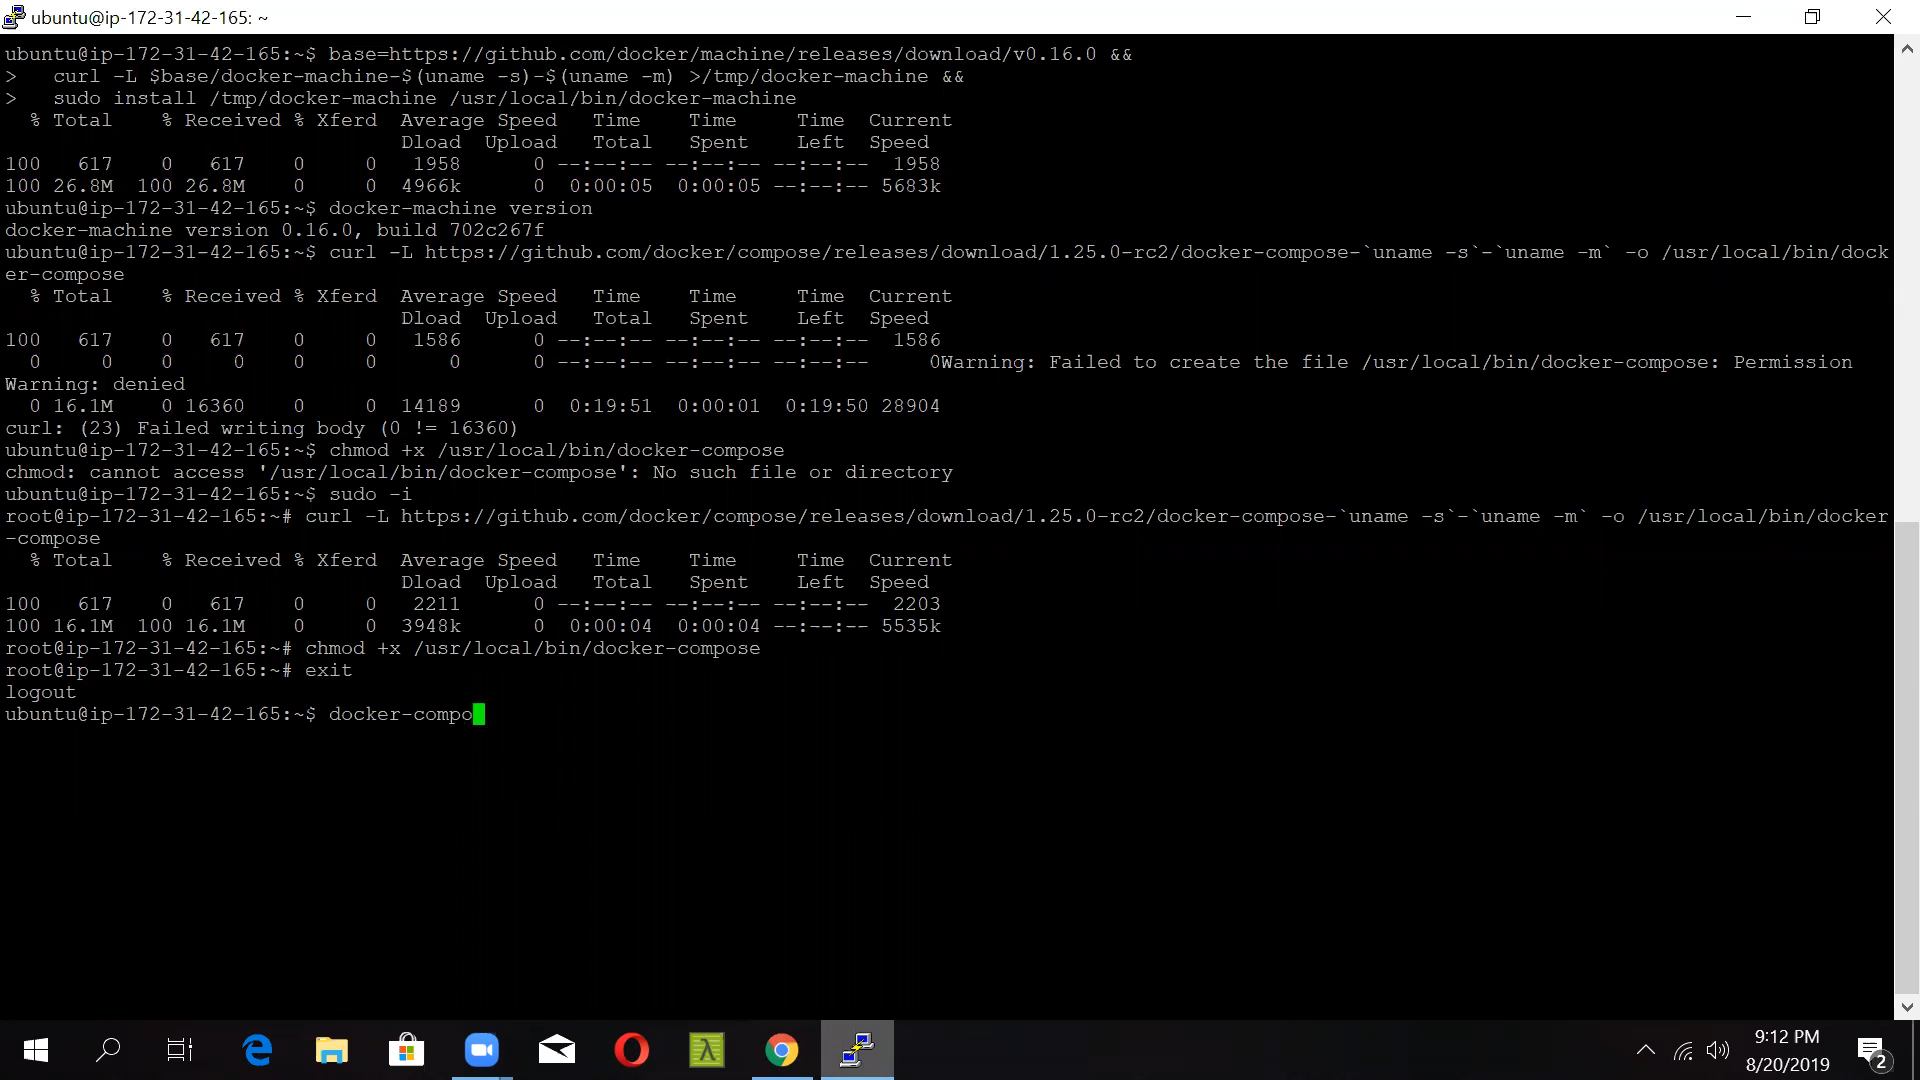 ubuntu@ip-172-31-42-165: ~
ubuntu@ip-172-31-42-165:~$ base=https://github.com/docker/machine/releases/download/v0.16.0 &&
>   curl -L $base/docker-machine-$(uname -s)-$(uname -m) >/tmp/docker-machine &&
>   sudo install /tmp/docker-machine /usr/local/bin/docker-machine
  % Total    % Received % Xferd  Average Speed   Time    Time     Time  Current
                                 Dload  Upload   Total   Spent    Left  Speed
100   617    0   617    0     0   1958      0 --:--:-- --:--:-- --:--:--  1958
100 26.8M  100 26.8M    0     0  4966k      0  0:00:05  0:00:05 --:--:-- 5683k
ubuntu@ip-172-31-42-165:~$ docker-machine version
docker-machine version 0.16.0, build 702c267f
ubuntu@ip-172-31-42-165:~$ curl -L https://github.com/docker/compose/releases/download/1.25.0-rc2/docker-compose-`uname -s`-`uname -m` -o /usr/local/bin/dock
er-compose
  % Total    % Received % Xferd  Average Speed   Time    Time     Time  Current
                                 Dload  Upload   Total   Spent    Left  Speed
100   617    0   617    0     0   1586      0 --:--:-- --:--:-- --:--:--  1586
  0     0    0     0    0     0      0      0 --:--:-- --:--:-- --:--:--     0Warning: Failed to create the file /usr/local/bin/docker-compose: Permission
Warning: denied
  0 16.1M    0 16360    0     0  14189      0  0:19:51  0:00:01  0:19:50 28904
curl: (23) Failed writing body (0 != 16360)
ubuntu@ip-172-31-42-165:~$ chmod +x /usr/local/bin/docker-compose
chmod: cannot access '/usr/local/bin/docker-compose': No such file or directory
ubuntu@ip-172-31-42-165:~$ sudo -i
root@ip-172-31-42-165:~# curl -L https://github.com/docker/compose/releases/download/1.25.0-rc2/docker-compose-`uname -s`-`uname -m` -o /usr/local/bin/docker
-compose
  % Total    % Received % Xferd  Average Speed   Time    Time     Time  Current
                                 Dload  Upload   Total   Spent    Left  Speed
100   617    0   617    0     0   2211      0 --:--:-- --:--:-- --:--:--  2203
100 16.1M  100 16.1M    0     0  3948k      0  0:00:04  0:00:04 --:--:-- 5535k
root@ip-172-31-42-165:~# chmod +x /usr/local/bin/docker-compose
root@ip-172-31-42-165:~# exit
logout
ubuntu@ip-172-31-42-165:~$ docker-compo
9:12 PM
8/20/2019
2